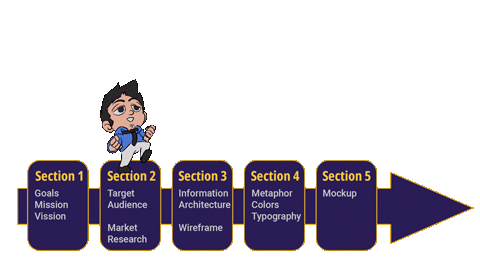 Section 1
Goals
Mission
Vission
Section 2
Target
Audience
Market
Research
Section 3
Information
Architecture
Wireframe
Section 4
Metaphor
Colors
Typography
Section 5
Mockup